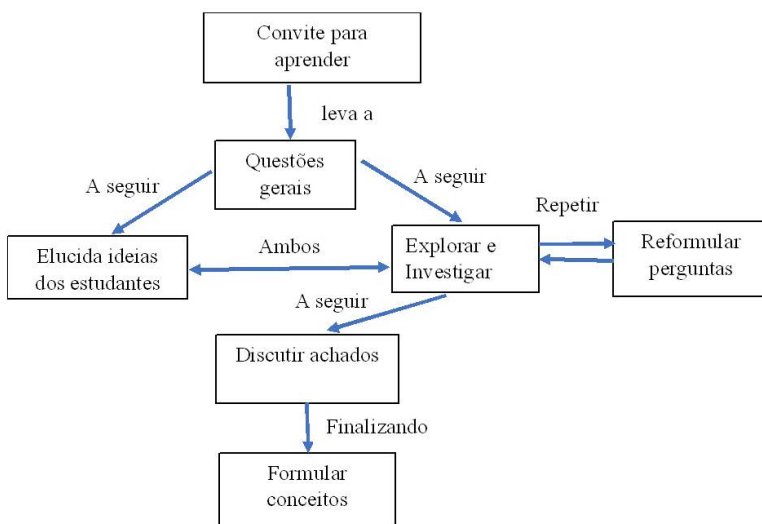 Convite para
aprender
leva a
Questões
gerais
A seguir
A seguir
Repetir
Elucida ideias
dos estudantes
Ambos
Explorar e
Investigar
Reformular
perguntas
A seguir
Discutir achados
Finalizando
Formular
conceitos